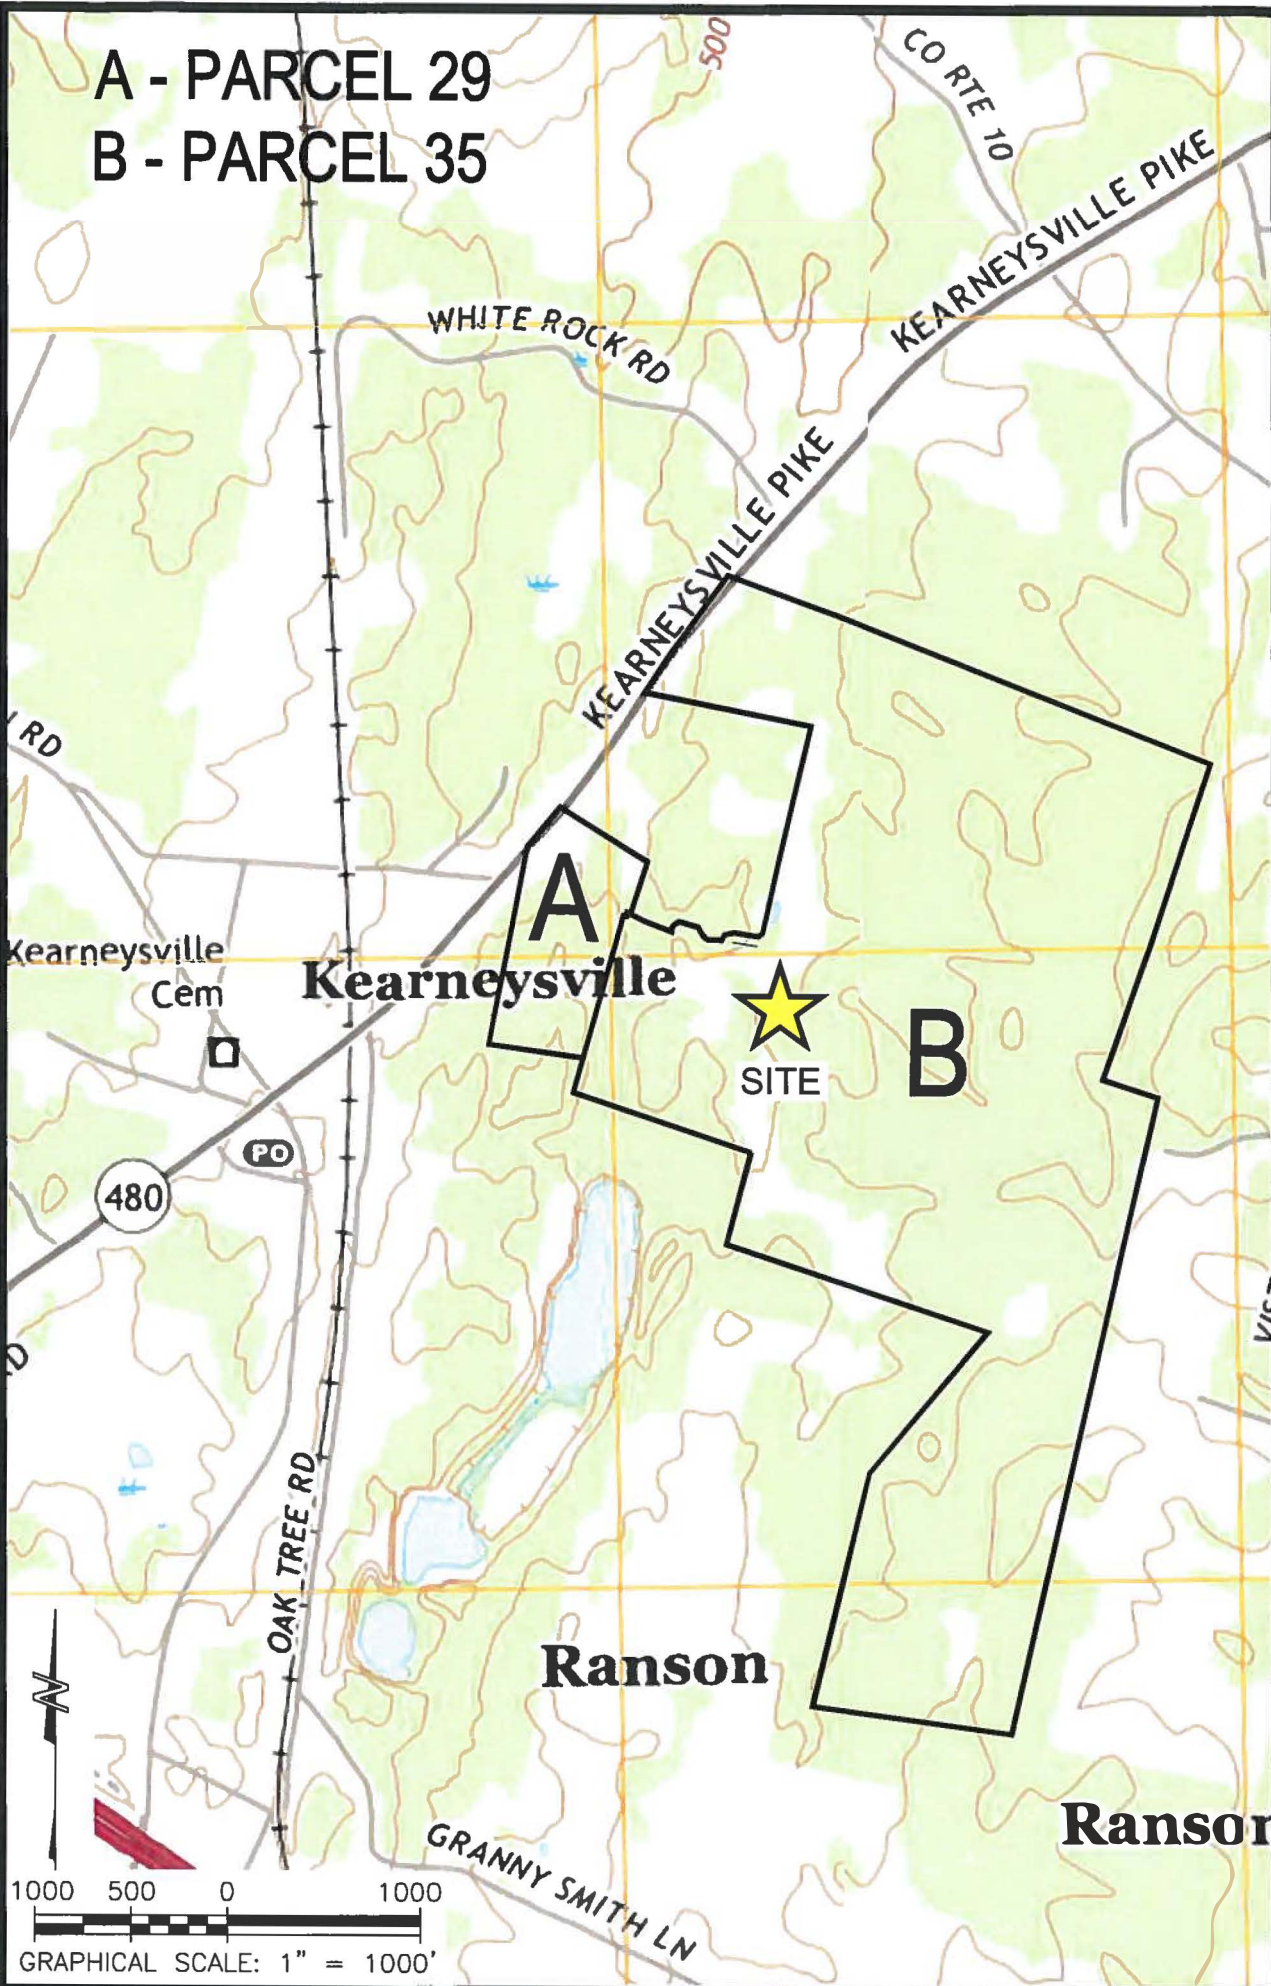 A - PARCEL 29
B - PARCEL 35
500
CO RTE 10
KEARNEYSVILLE PIKE
WHITE ROCK RD
KEARNEYSVILLE PIKE
KEARNEYSVILLE PIKE
RD
A
Kearneysville
Cem
Kearneysville
SITE
B
PO
480
OAK TREE RD
Ranson
N
GRANNY SMITH LN
1000 500 0 1000
GRAPHICAL SCALE: 1" = 1000'